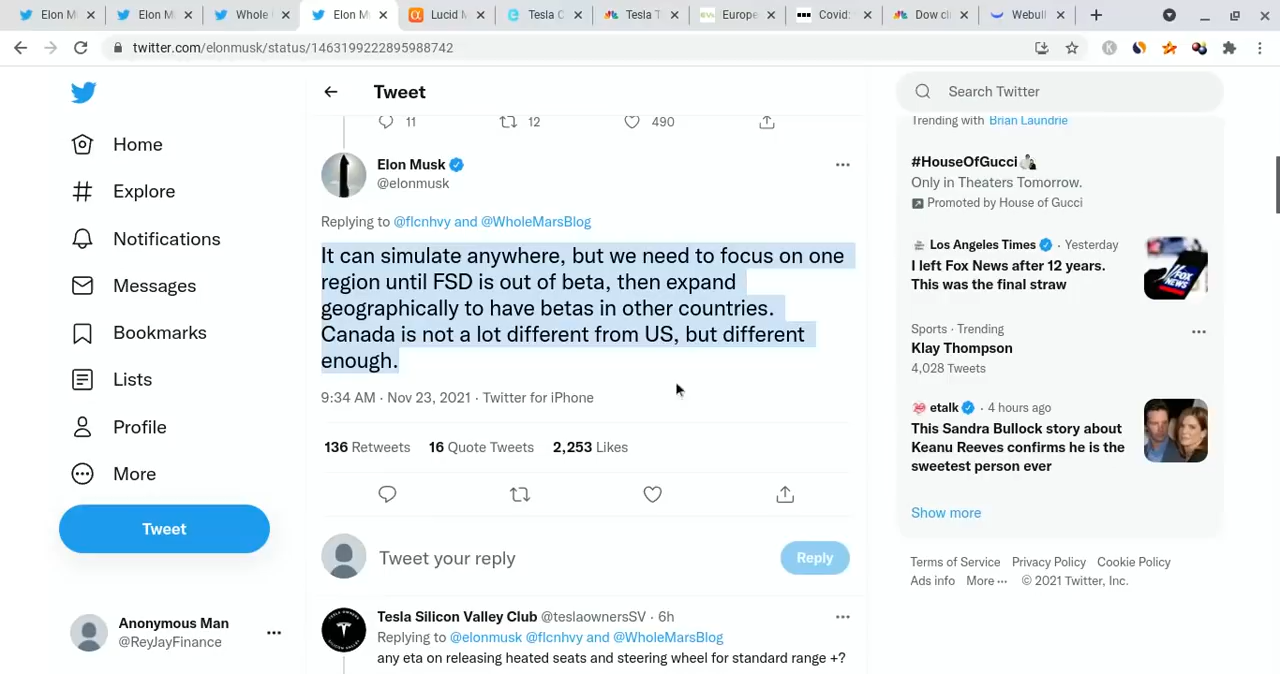 Elon M
Elon M
Whole
Elon M
Lucid M
Tesla C
Tesla T
Europe
Covid:
Dow cl
Webull
twitter.com/elonmusk/status/1463199222895988742
Home
Explore
Notifications
Messages
Bookmarks
Lists
Profile
More
Tweet
Anonymous Man
@ReyJayFinance
Tweet
11 12 490
Elon Musk
@elonmusk
Replying to @flcnhvy and @WholeMarsBlog
It can simulate anywhere, but we need to focus on one
region until FSD is out of beta, then expand
geographically to have betas in other countries.
Canada is not a lot different from US, but different
enough.
9:34 AM · Nov 23, 2021 · Twitter for iPhone
136 Retweets 16 Quote Tweets 2,253 Likes
Tweet your reply
Reply
Tesla Silicon Valley Club @teslaownersSV · 6h
Replying to @elonmusk @flcnhvy and @WholeMarsBlog
any eta on releasing heated seats and steering wheel for standard range +?
Search Twitter
Trending with Brian Laundrie
#HouseOfGucci
Only in Theaters Tomorrow.
Promoted by House of Gucci
Los Angeles Times · Yesterday
I left Fox News after 12 years.
This was the final straw
FOX
NEWS
Sports · Trending
Klay Thompson
4,028 Tweets
etalk · 4 hours ago
This Sandra Bullock story about
Keanu Reeves confirms he is the
sweetest person ever
Show more
Terms of Service Privacy Policy Cookie Policy
Ads info More ··· © 2021 Twitter, Inc.